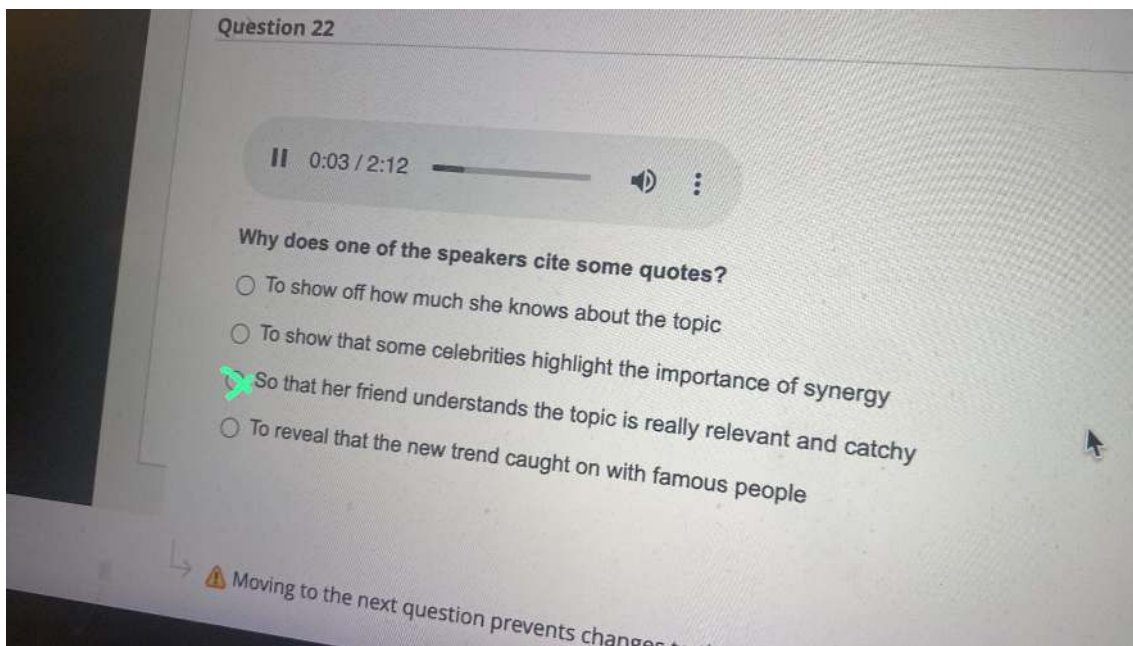 Question 22
0:03 / 2:12
Why does one of the speakers cite some quotes?
To show off how much she knows about the topic
To show that some celebrities highlight the importance of synergy
So that her friend understands the topic is really relevant and catchy
To reveal that the new trend caught on with famous people
Moving to the next question prevents changes